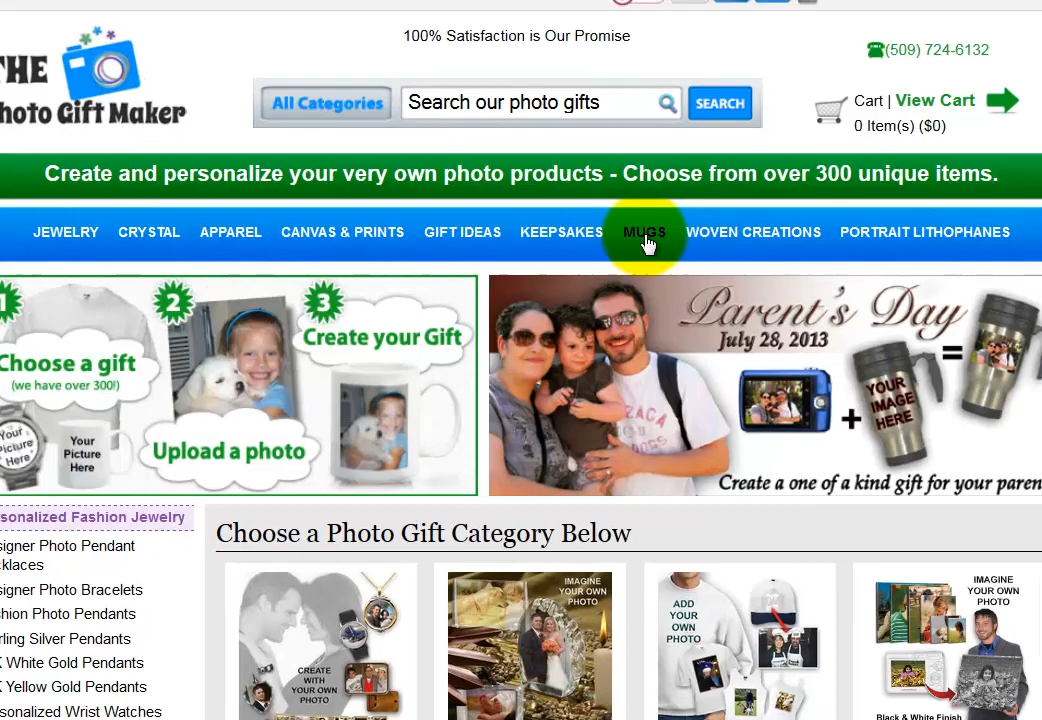 100% Satisfaction is Our Promise
(509) 724-6132
THE
Photo Gift Maker
All Categories
Search our photo gifts
SEARCH
Cart | View Cart
0 Item(s) ($0)
Create and personalize your very own photo products - Choose from over 300 unique items.
JEWELRY CRYSTAL APPAREL CANVAS & PRINTS GIFT IDEAS KEEPSAKES MUGS WOVEN CREATIONS PORTRAIT LITHOPHANES
1
Choose a gift
(we have over 300!)
Your
Picture
Here
Your
Picture
Here
2
Upload a photo
3
Create your Gift
Parent's Day
July 28, 2013
+
YOUR
IMAGE
HERE
=
Create a one of a kind gift for your paren
sonalized Fashion Jewelry
signer Photo Pendant
cklaces
signer Photo Bracelets
shion Photo Pendants
rling Silver Pendants
K White Gold Pendants
K Yellow Gold Pendants
rsonalized Wrist Watches
Choose a Photo Gift Category Below
CREATE
WITH
YOUR OWN
PHOTO
IMAGINE
YOUR OWN
PHOTO
ADD
YOUR
OWN
PHOTO
IMAGINE
YOUR OWN
PHOTO
Black & White Finish